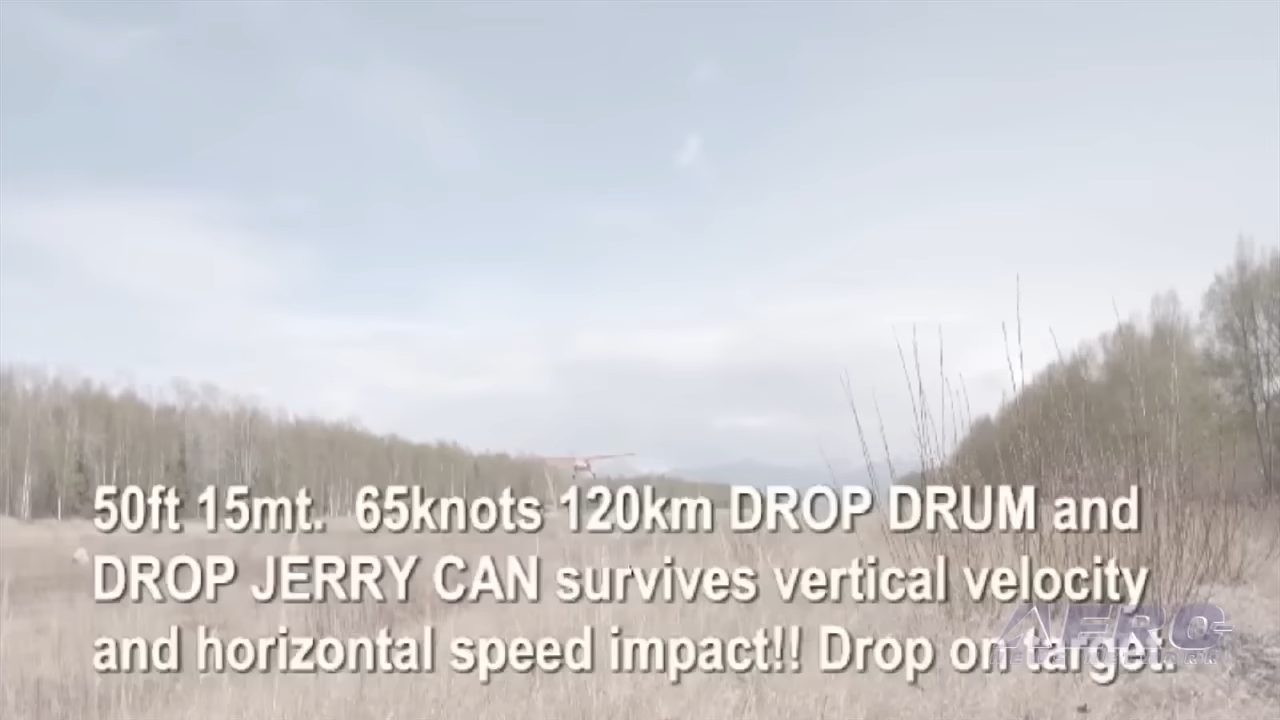 50ft 15mt. 65knots 120km DROP DRUM and
DROP JERRY CAN survives vertical velocity
and horizontal speed impact!! Drop on target.
AERO